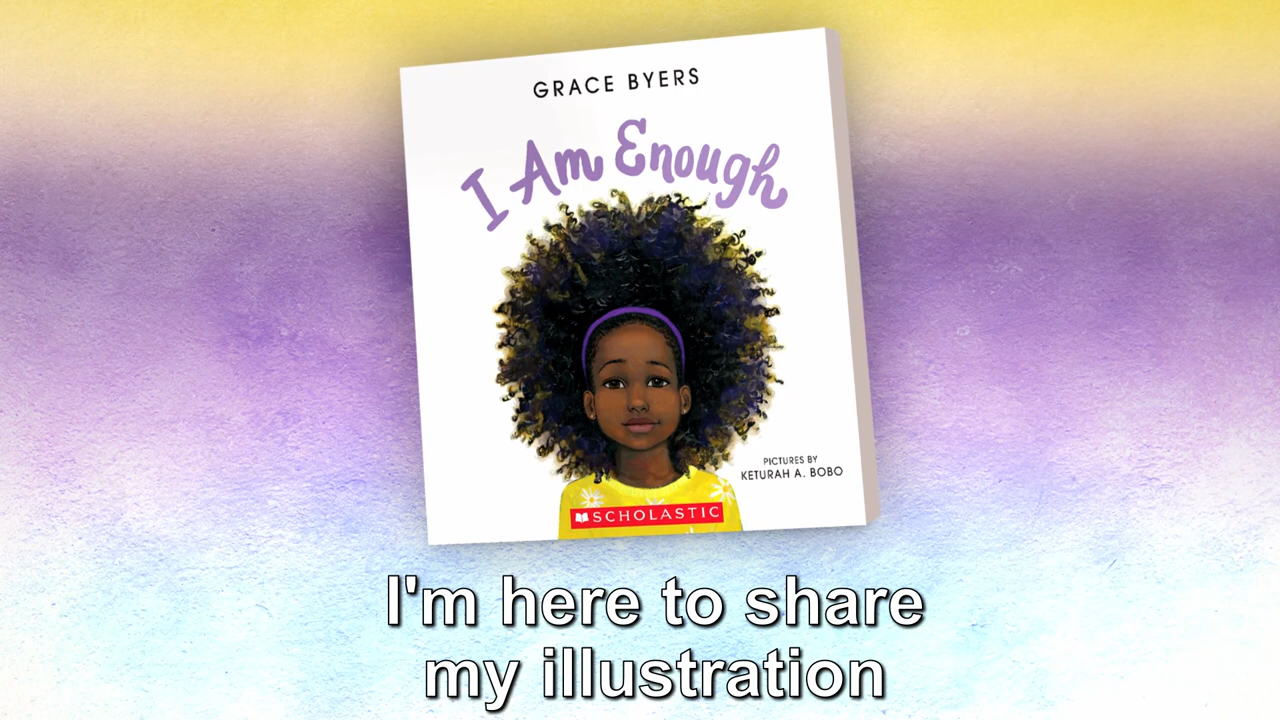 GRACE BYERS
I Am Enough
PICTURES BY
KETURAH A. BOBO
SCHOLASTIC
I'm here to share
my illustration